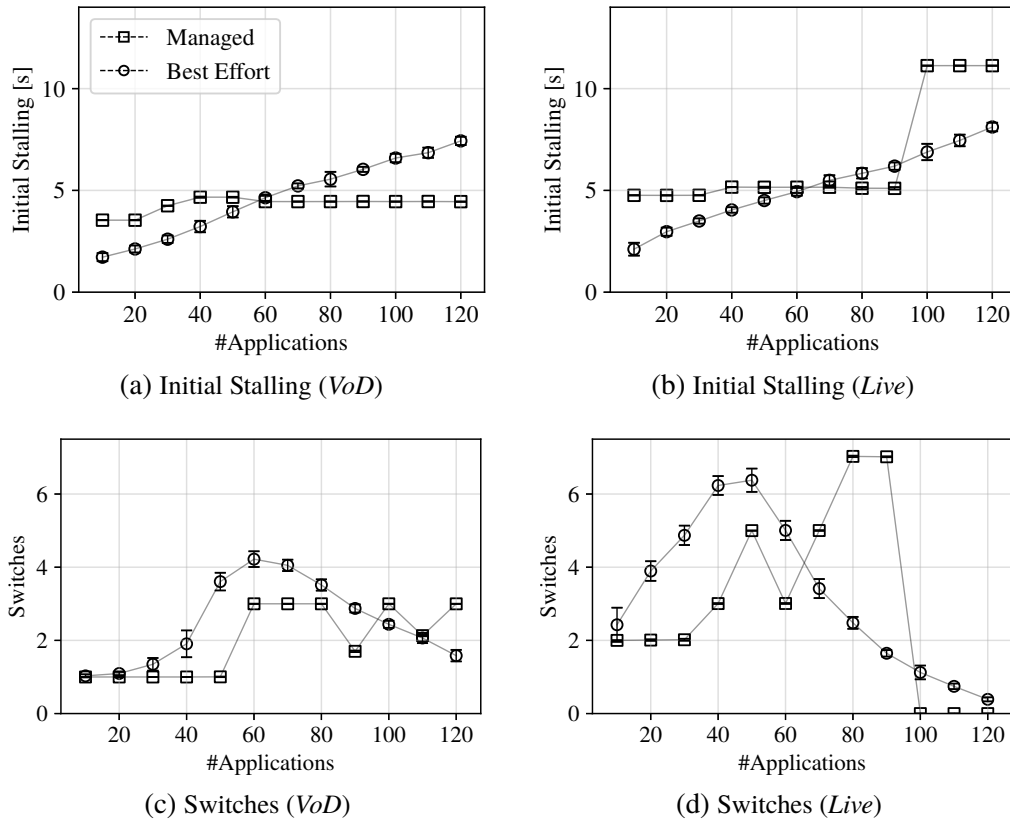 Managed
Best Effort
Initial Stalling [s]
10
5
0
20 40 60 80 100 120
#Applications
(a) Initial Stalling (VoD)
Initial Stalling [s]
10
5
0
20 40 60 80 100 120
#Applications
(b) Initial Stalling (Live)
Switches
6
4
2
0
20 40 60 80 100 120
#Applications
(c) Switches (VoD)
Switches
6
4
2
0
20 40 60 80 100 120
#Applications
(d) Switches (Live)